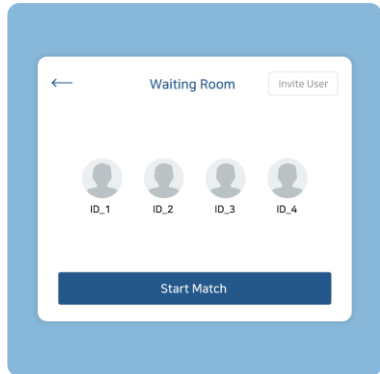 Waiting Room
Invite User
ID_1
ID_2
ID_3
ID_4
Start Match